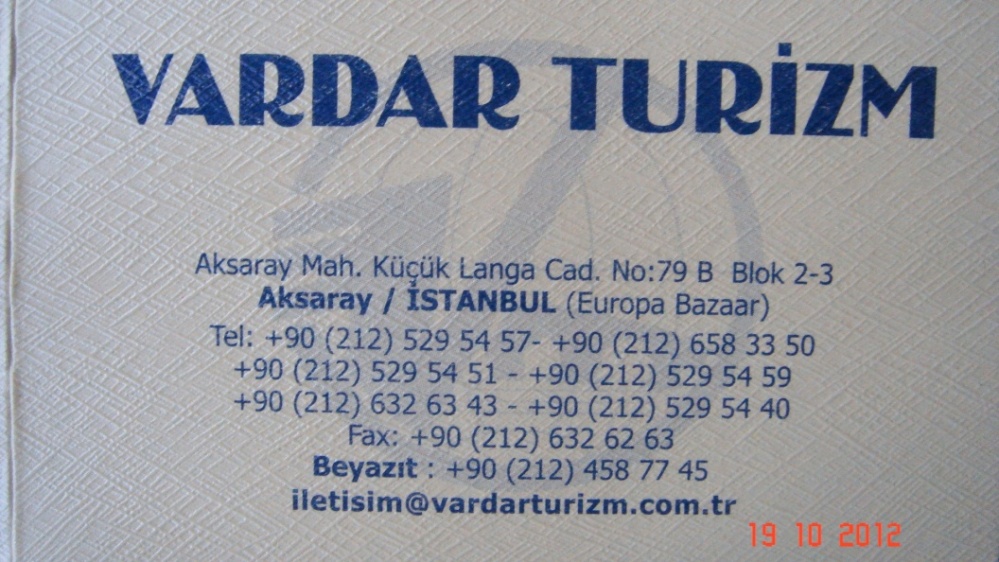 VARDAR TURİZM
Aksaray Mah. Küçük Langa Cad. No:79 B Blok 2-3
Aksaray / İSTANBUL (Europa Bazaar)
Tel: +90 (212) 529 54 57- +90 (212) 658 33 50
+90 (212) 529 54 51 - +90 (212) 529 54 59
+90 (212) 632 63 43 - +90 (212) 529 54 40
Fax: +90 (212) 632 62 63
Beyazıt : +90 (212) 458 77 45
iletisim@vardarturizm.com.tr
19 10 2012